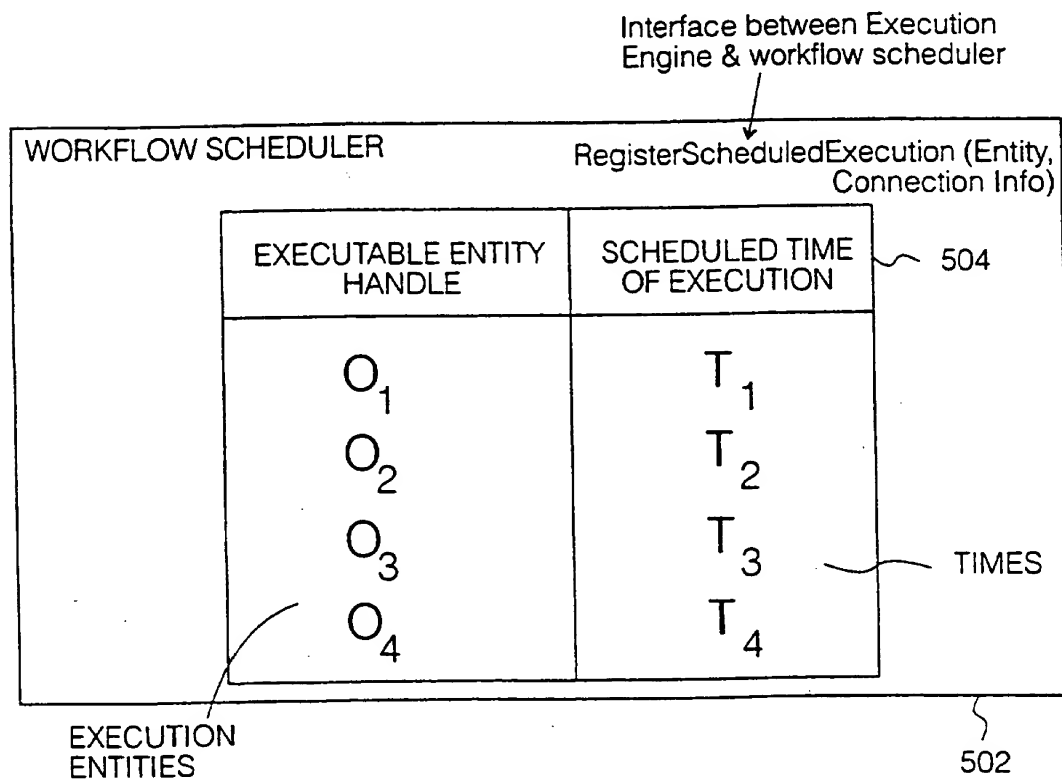 Interface between Execution
Engine & workflow scheduler
WORKFLOW SCHEDULER
RegisterScheduledExecution (Entity,
Connection Info)
EXECUTABLE ENTITY
HANDLE
SCHEDULED TIME
OF EXECUTION
504
O1 T1
O2 T2
O3 T3
TIMES
O4 T4
EXECUTION
ENTITIES
502